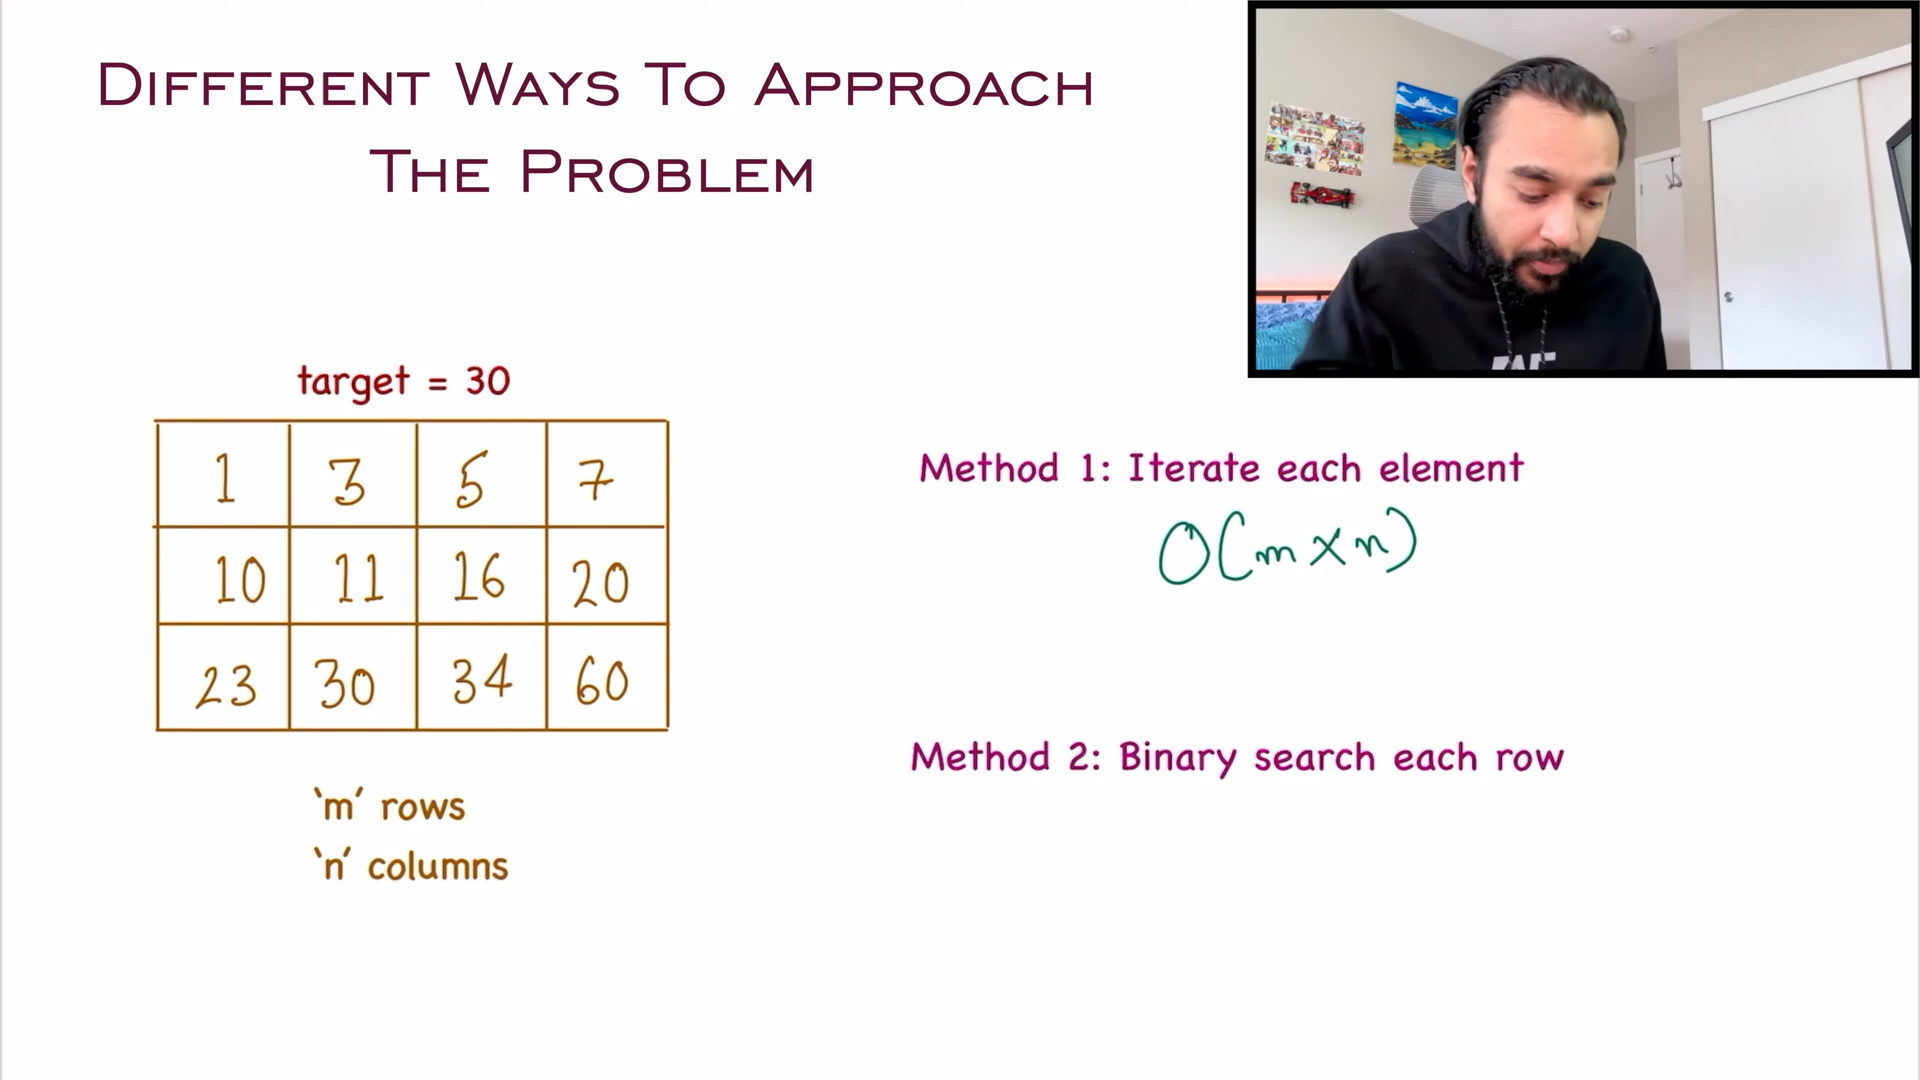 DIFFERENT WAYS TO APPROACH
THE PROBLEM
target = 30
1 3 5 7
10 11 16 20
23 30 34 60
'm' rows
'n' columns
Method 1: Iterate each element
O(m x n)
Method 2: Binary search each row